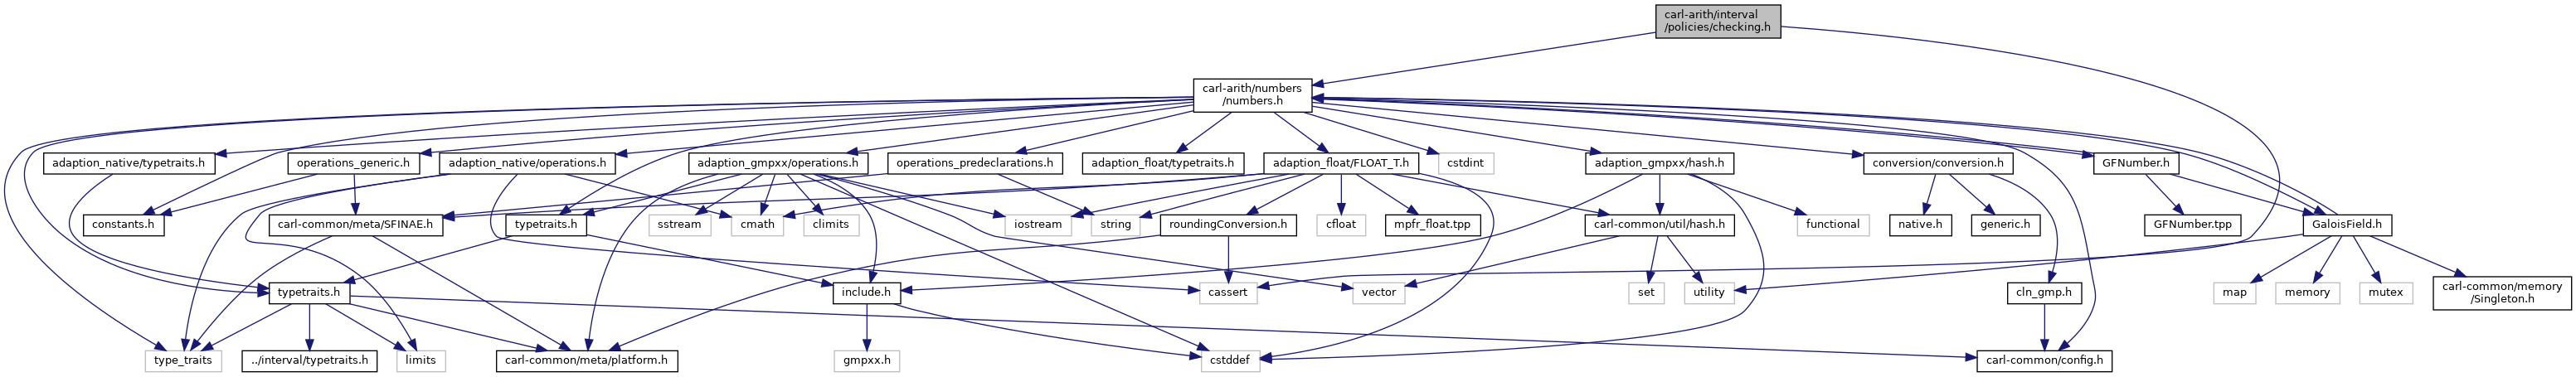 carl-arith/interval
/policies/checking.h
carl-arith/numbers
/numbers.h
adaption_native/typetraits.h
operations_generic.h
adaption_native/operations.h
adaption_gmpxx/operations.h
operations_predeclarations.h
adaption_float/typetraits.h
adaption_float/FLOAT_T.h
cstdint
adaption_gmpxx/hash.h
conversion/conversion.h
GFNumber.h
constants.h
carl-common/meta/SFINAE.h
typetraits.h
sstream
cmath
climits
iostream
string
roundingConversion.h
cfloat
mpfr_float.tpp
carl-common/util/hash.h
functional
native.h
generic.h
GFNumber.tpp
GaloisField.h
typetraits.h
include.h
cassert
vector
set
utility
cln_gmp.h
map
memory
mutex
carl-common/memory
/Singleton.h
type_traits
../interval/typetraits.h
limits
carl-common/meta/platform.h
gmpxx.h
cstddef
carl-common/config.h